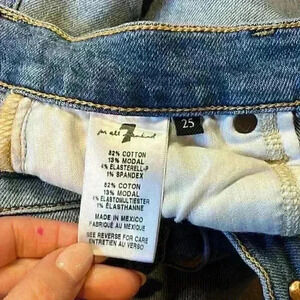 7
for all mankind
25
82% COTTON
13% MODAL
4% ELASTERELL-P
1% SPANDEX
82% COTON
13% MODAL
4% ELASTOMULTIESTER
1% ELASTHANNE
MADE IN MEXICO
FABRIQUÉ AU MEXIQUE
SEE REVERSE FOR CARE
ENTRETIEN AU VERSO